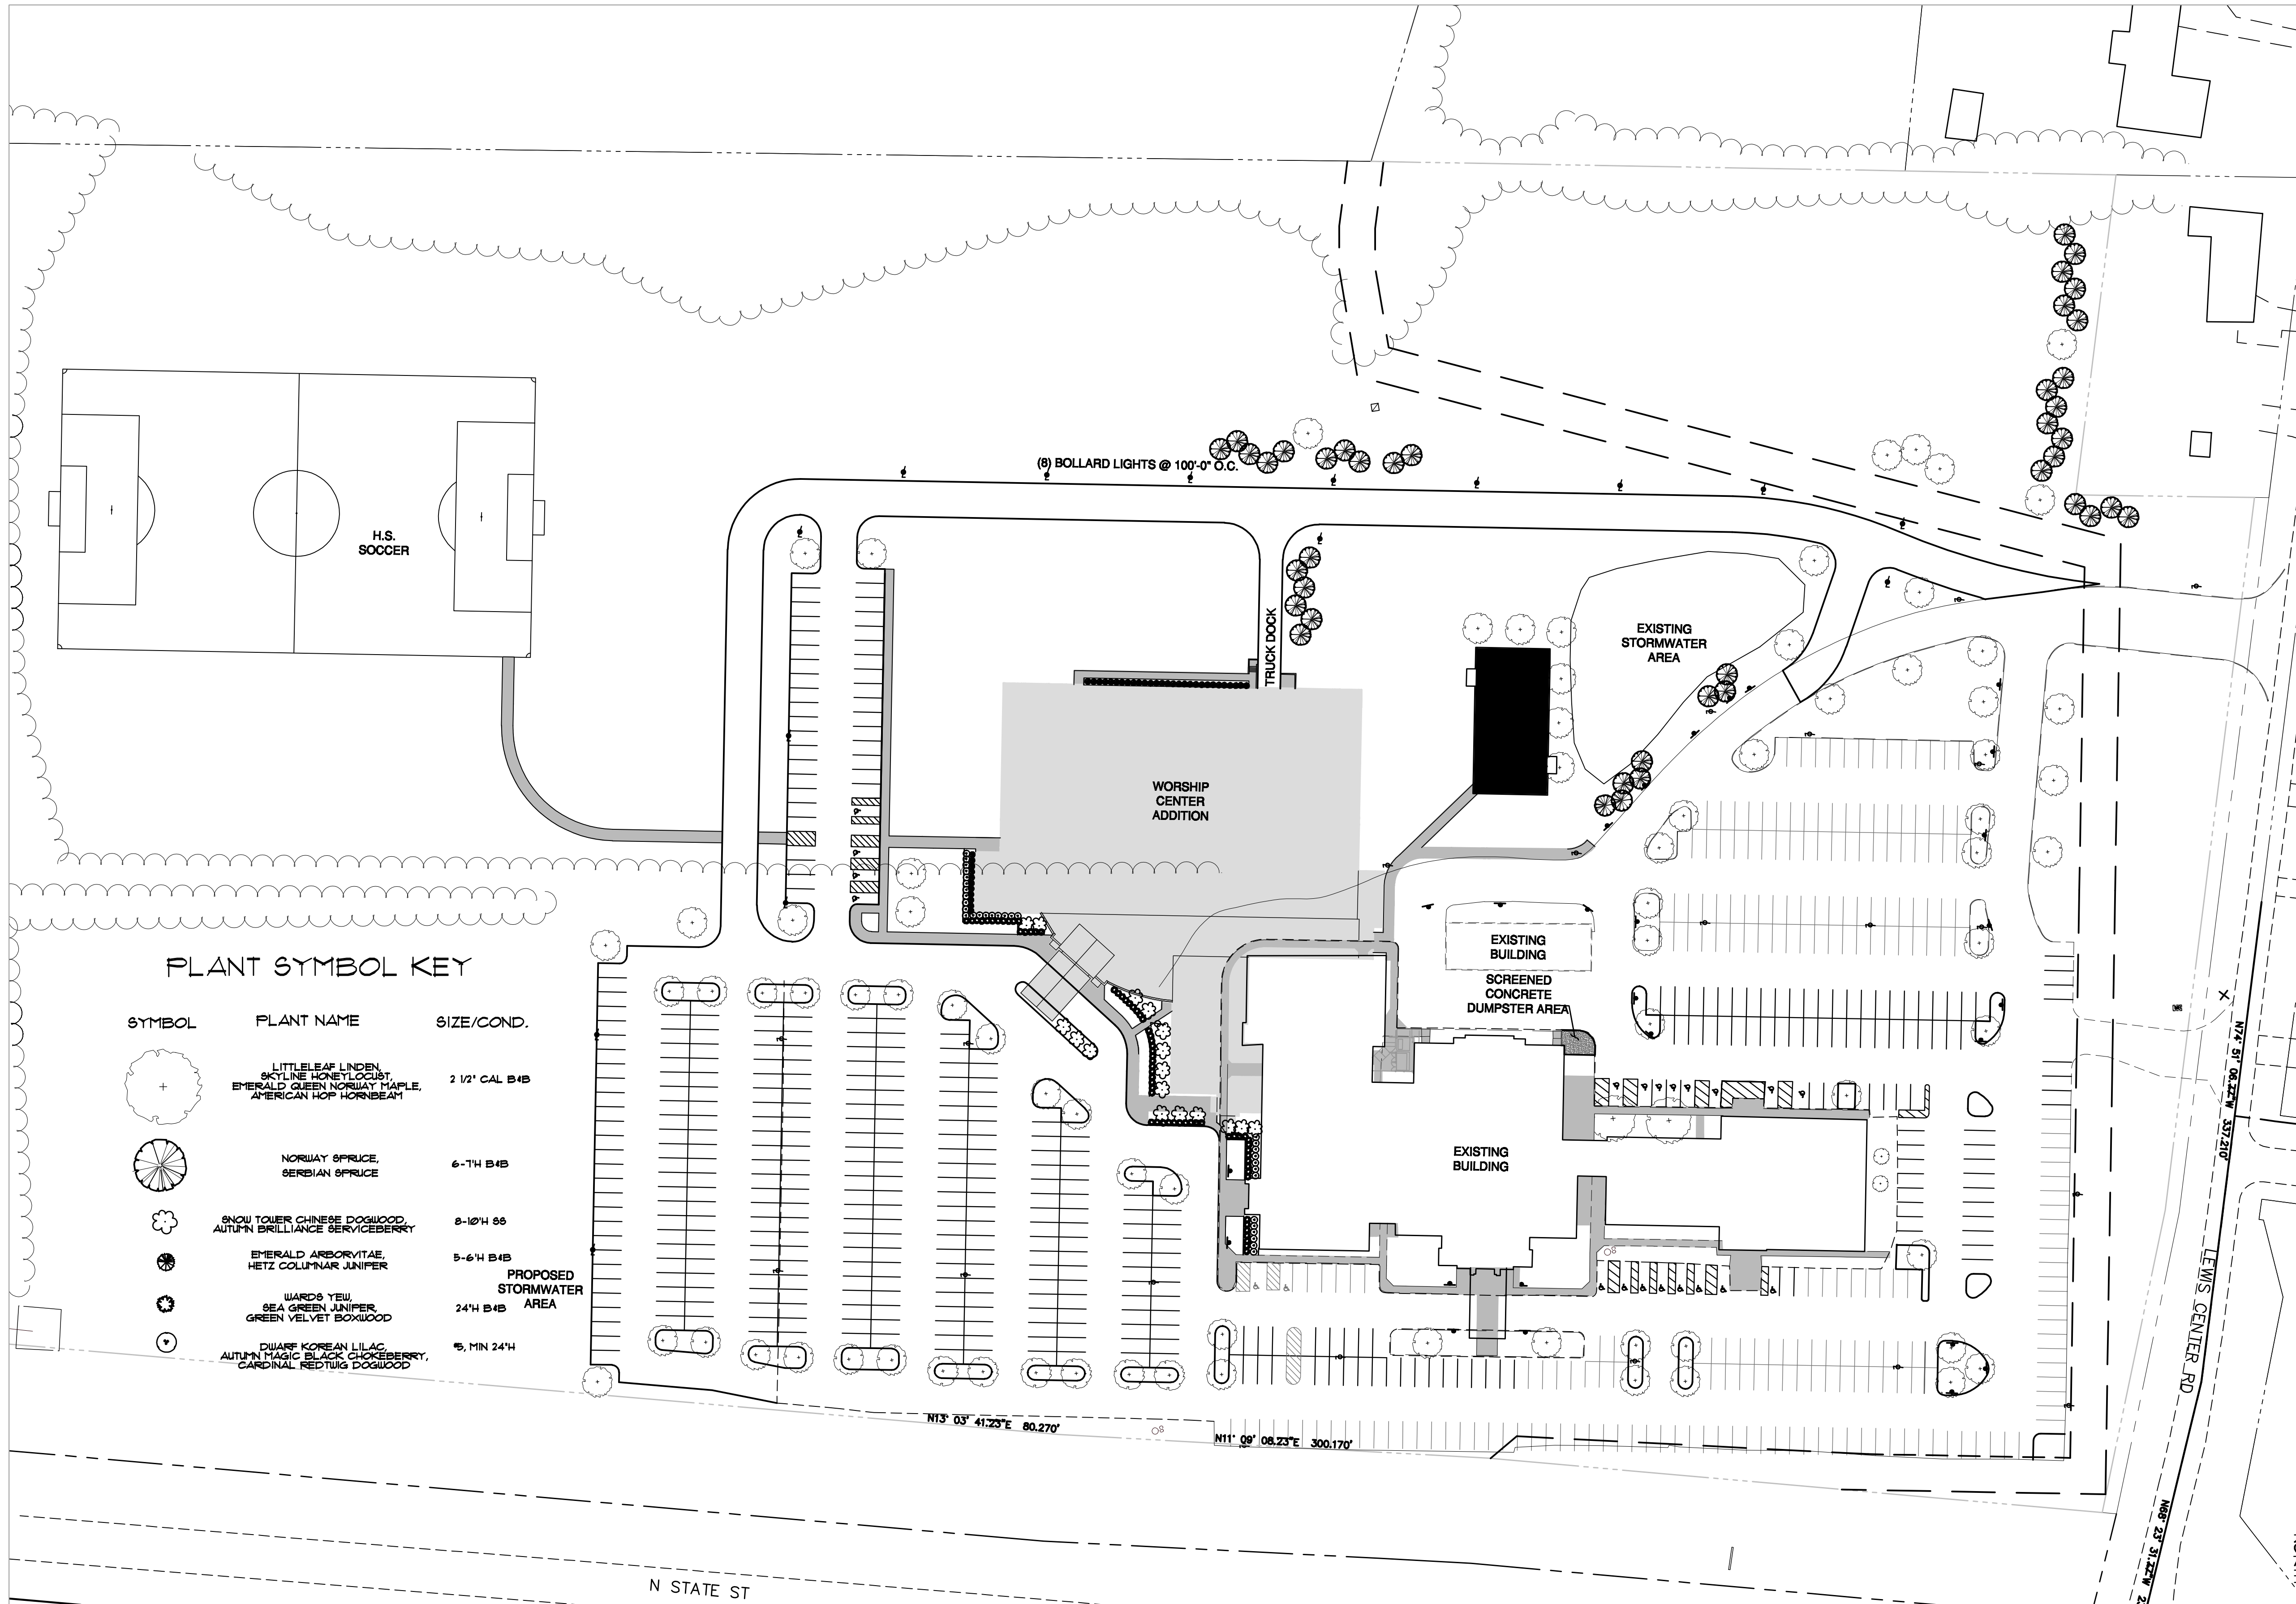 (8) BOLLARD LIGHTS @ 100'-0" O.C.
H.S.
SOCCER
TRUCK DOCK
EXISTING
STORMWATER
AREA
WORSHIP
CENTER
ADDITION
EXISTING
BUILDING
SCREENED
CONCRETE
DUMPSTER AREA
EXISTING
BUILDING
PLANT SYMBOL KEY
SYMBOL PLANT NAME SIZE/COND.
LITTLELEAF LINDEN,
SKYLINE HONEYLOCUST,
EMERALD QUEEN NORWAY MAPLE,
AMERICAN HOP HORNBEAM
2 1/2" CAL B&B
NORWAY SPRUCE,
SERBIAN SPRUCE
6-7'H B&B
SNOW TOWER CHINESE DOGWOOD,
AUTUMN BRILLIANCE SERVICEBERRY
8-10'H SS
EMERALD ARBORVITAE,
HETZ COLUMNAR JUNIPER
5-6'H B&B
WARDS YEW,
SEA GREEN JUNIPER,
GREEN VELVET BOXWOOD
24"H B&B
DWARF KOREAN LILAC,
AUTUMN MAGIC BLACK CHOKEBERRY,
CARDINAL REDTWIG DOGWOOD
#5, MIN 24"H
PROPOSED
STORMWATER
AREA
N13° 03' 41.23"E 80.270'
N11° 09' 08.23"E 300.170'
N STATE ST
N74° 51' 06.77"W 337.210'
LEWIS CENTER RD
N68° 23' 31.77"W